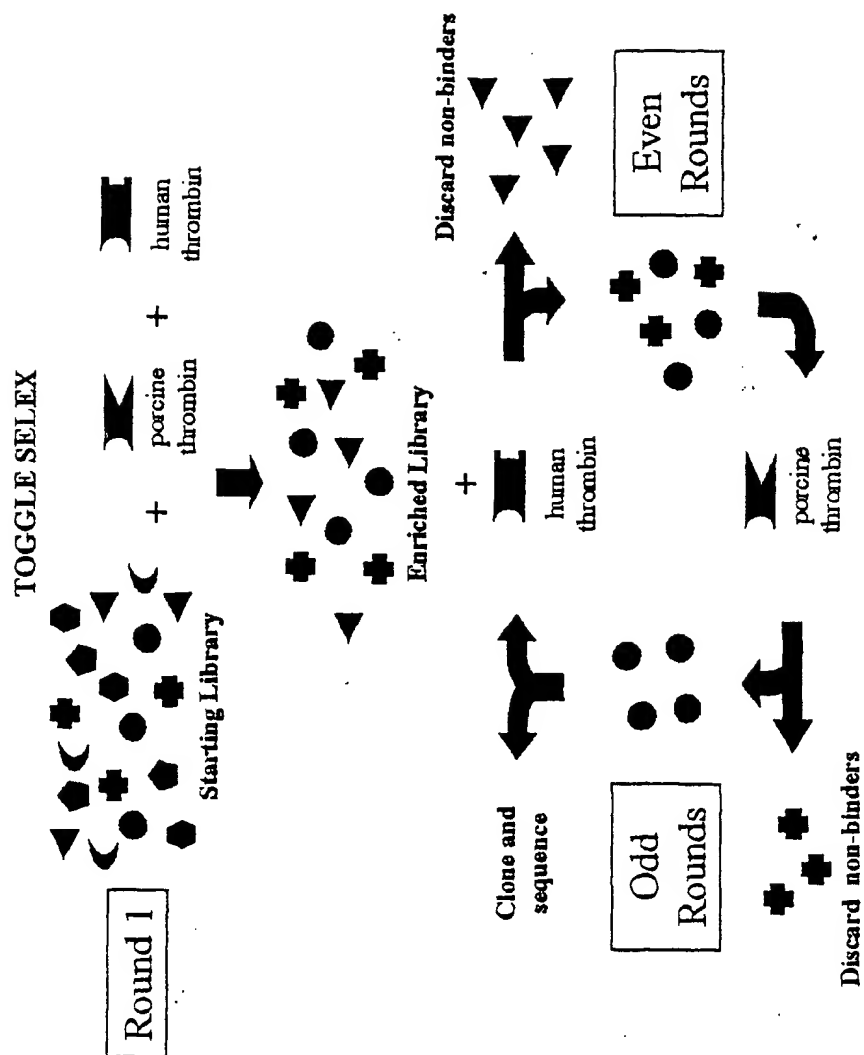 TOGGLE SELEX
Round 1
Starting Library
+
porcine
thrombin
+
human
thrombin
Enriched Library
+
human
thrombin
Discard non-binders
Even
Rounds
porcine
thrombin
Clone and
sequence
Odd
Rounds
Discard non-binders